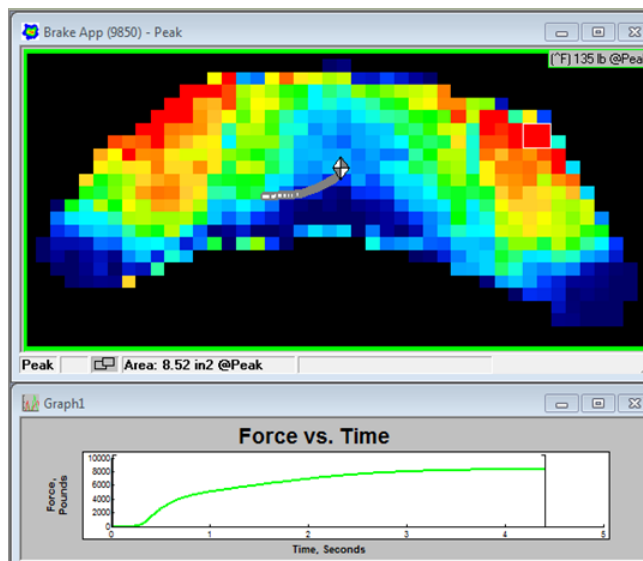 Brake App (9850) - Peak
(^F) 135 lb @Pea
Peak
Area: 8.52 in2 @Peak
Graph1
Force vs. Time
Force,
Pounds
10000
8000
6000
4000
2000
0
0 1 2 3 4 5
Time, Seconds